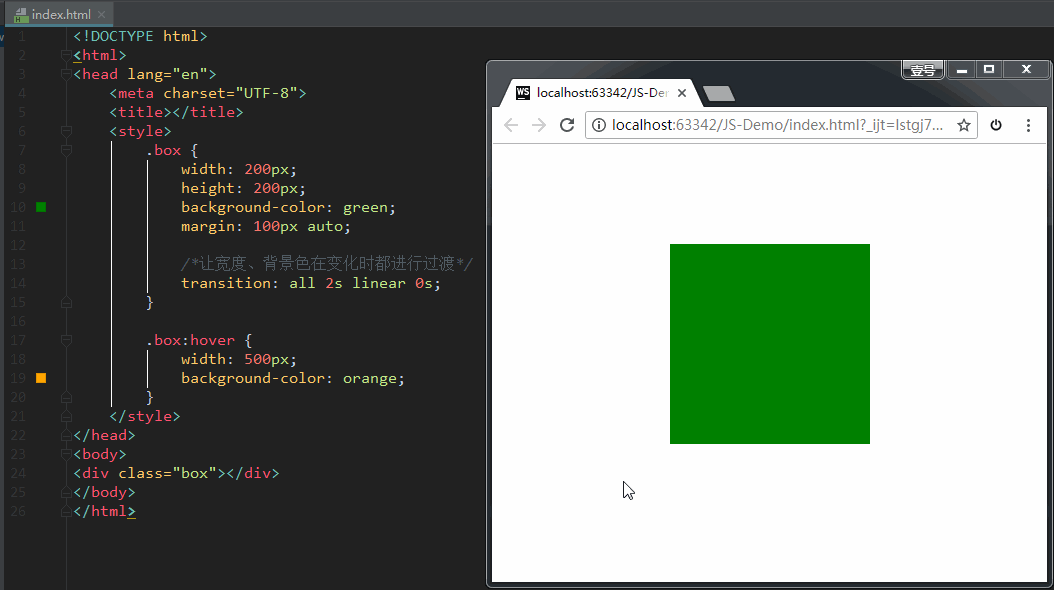 index.html
1 <!DOCTYPE html>
2 <html>
3 <head lang="en">
4 <meta charset="UTF-8">
5 <title></title>
6 <style>
7 .box {
8 width: 200px;
9 height: 200px;
10 background-color: green;
11 margin: 100px auto;
12
13 /*让宽度、背景色在变化时都进行过渡*/
14 transition: all 2s linear 0s;
15 }
16
17 .box:hover {
18 width: 500px;
19 background-color: orange;
20 }
21 </style>
22 </head>
23 <body>
24 <div class="box"></div>
25 </body>
26 </html>
壹号
WS localhost:63342/JS-De
localhost:63342/JS-Demo/index.html?_ijt=lstgj7...